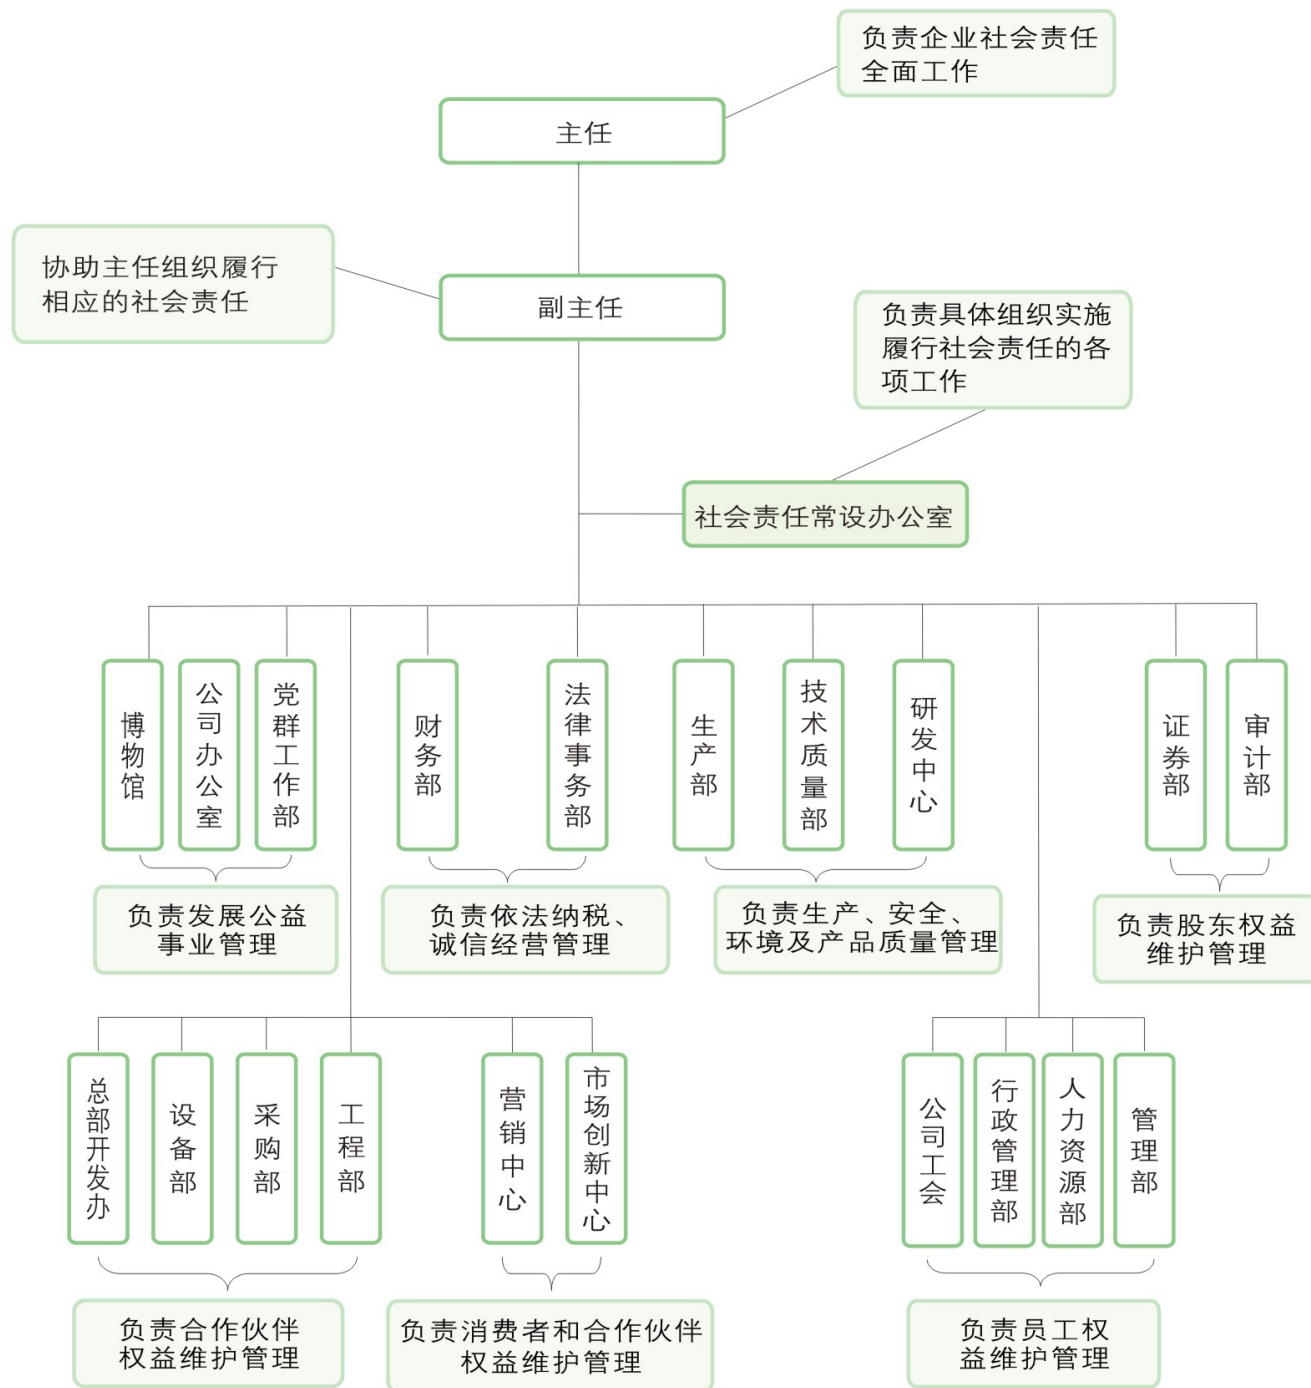 负责企业社会责任
全面工作
主任
协助主任组织履行
相应的社会责任
副主任
负责具体组织实施
履行社会责任的各
项工作
社会责任常设办公室
博物馆
公司办公室
党群工作部
财务部
法律事务部
生产部
技术质量部
研发中心
证券部
审计部
负责发展公益
事业管理
负责依法纳税、
诚信经营管理
负责生产、安全、
环境及产品质量管理
负责股东权益
维护管理
总部开发办
设备部
采购部
工程部
营销中心
市场创新中心
公司工会
行政管理部
人力资源部
管理部
负责合作伙伴
权益维护管理
负责消费者和合作伙伴
权益维护管理
负责员工权
益维护管理